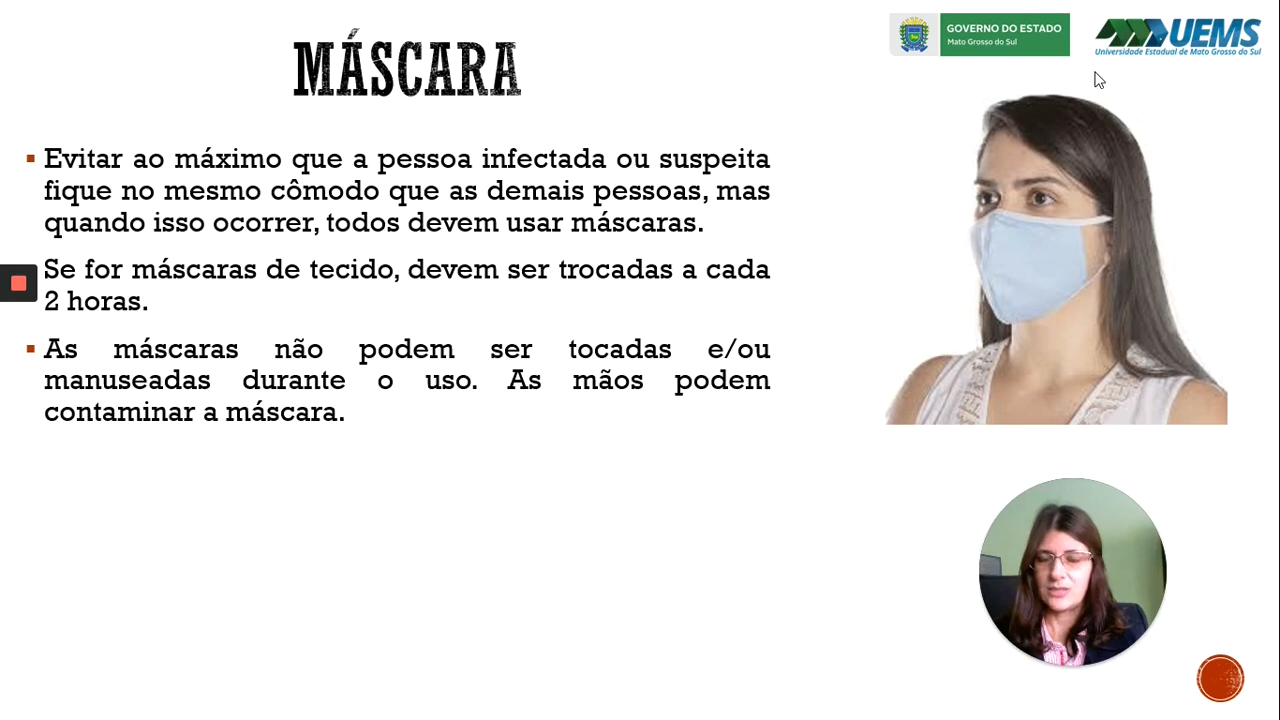 MÁSCARA
GOVERNO DO ESTADO
Mato Grosso do Sul
UEMS
Universidade Estadual de Mato Grosso do Sul
Evitar ao máximo que a pessoa infectada ou suspeita
fique no mesmo cômodo que as demais pessoas, mas
quando isso ocorrer, todos devem usar máscaras.
Se for máscaras de tecido, devem ser trocadas a cada
2 horas.
As máscaras não podem ser tocadas e/ou
manuseadas durante o uso. As mãos podem
contaminar a máscara.